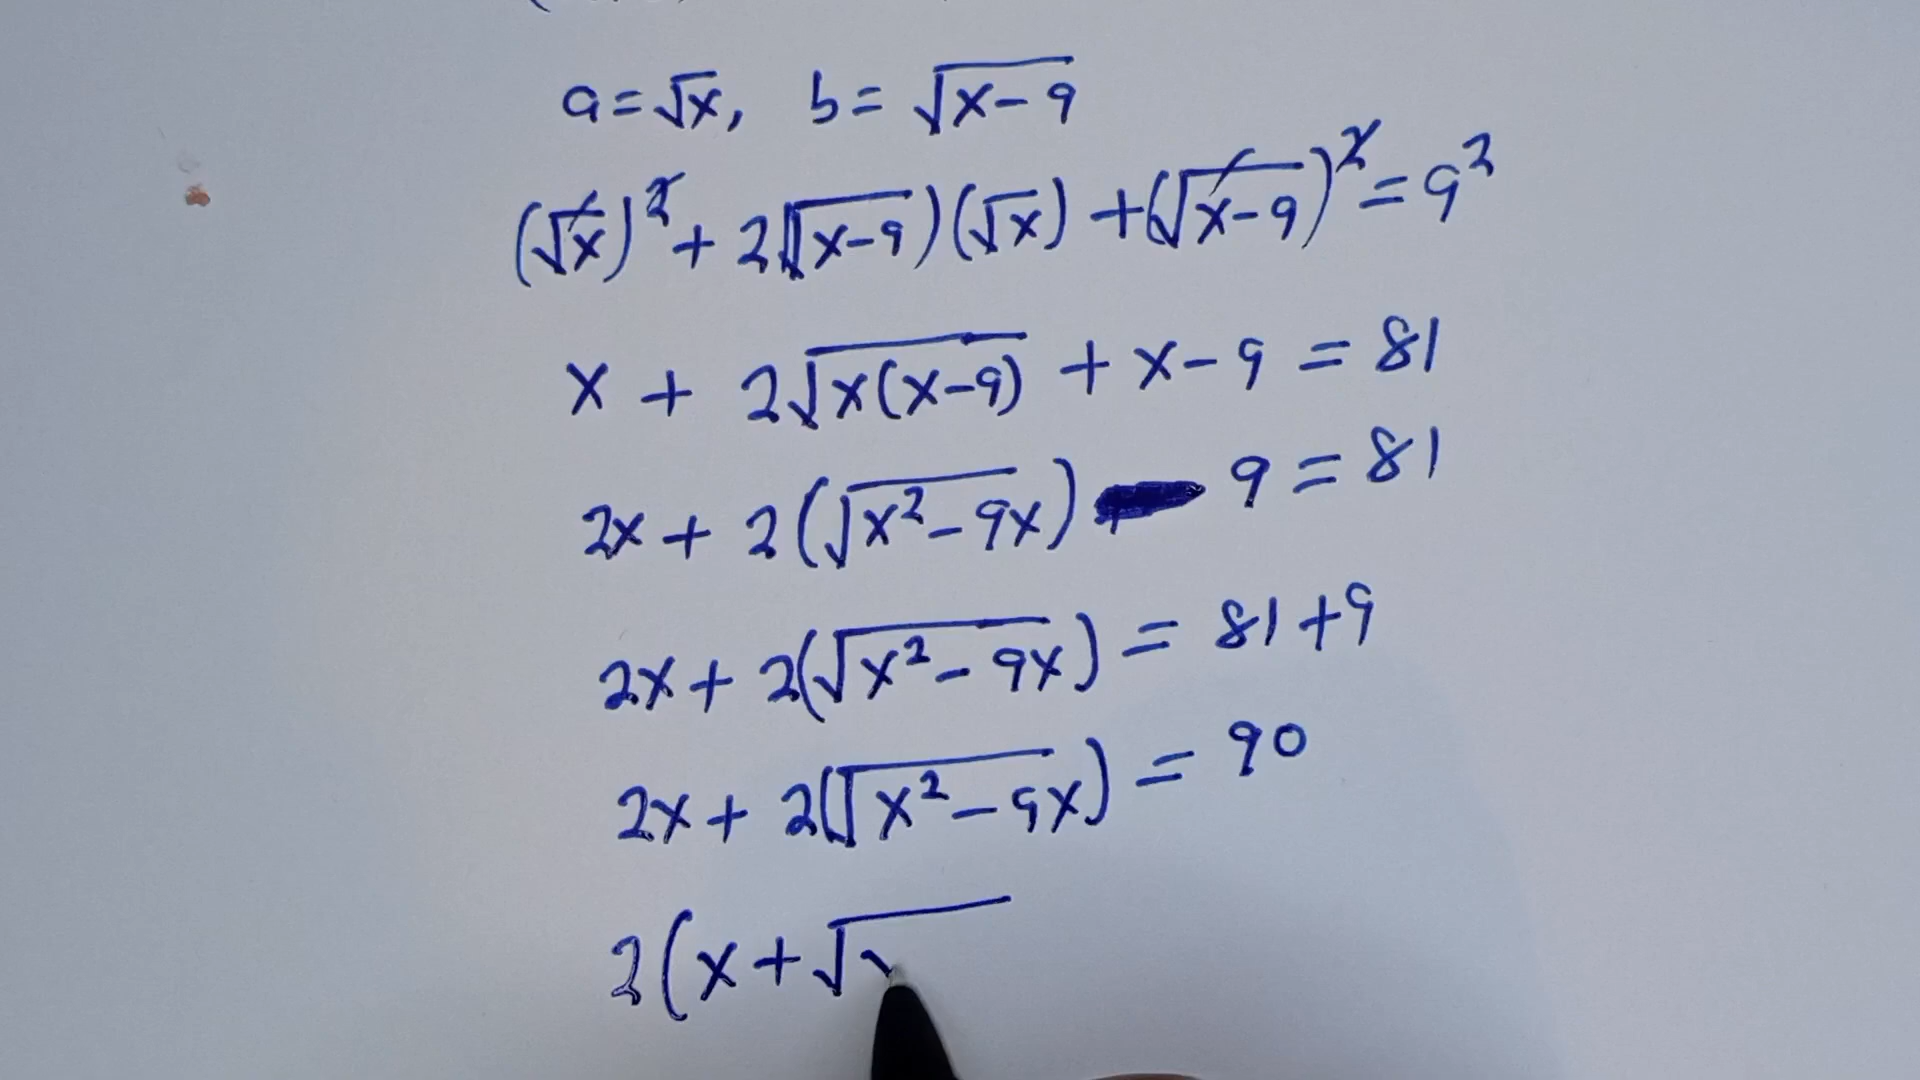 a=√x, b= √x-9
(√x)² + 2(√x-9)(√x) +(√x-9)² = 9²
x + 2√x(x-9) + x-9 = 81
2x + 2(√x²-9x) - 9 = 81
2x + 2(√x²-9x) = 81+9
2x + 2(√x²-9x) = 90
2(x+√x